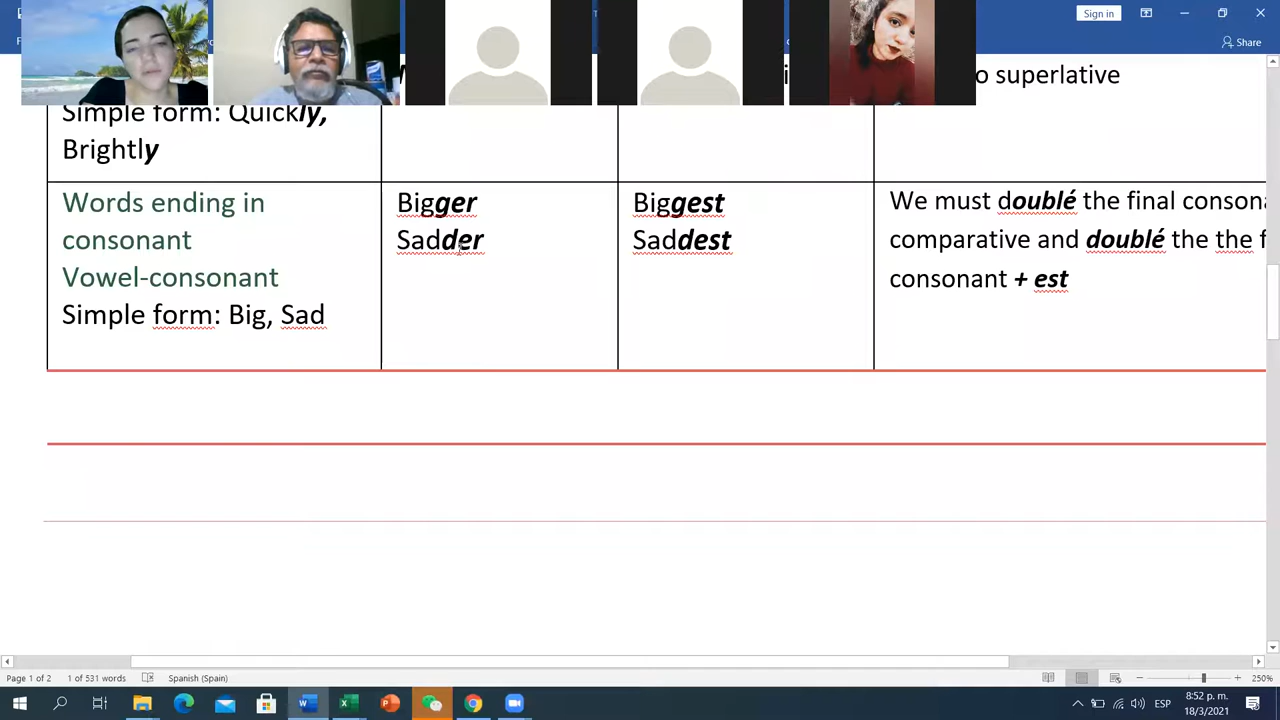 Sign in
Share
o superlative
Simple form: Quickly,
Brightly
Words ending in
consonant
Vowel-consonant
Simple form: Big, Sad
Bigger
Sadder
Biggest
Saddest
We must doublé the final consona
comparative and doublé the the f
consonant + est
Page 1 of 2
1 of 531 words
Spanish (Spain)
250%
ESP
8:52 p. m.
18/3/2021